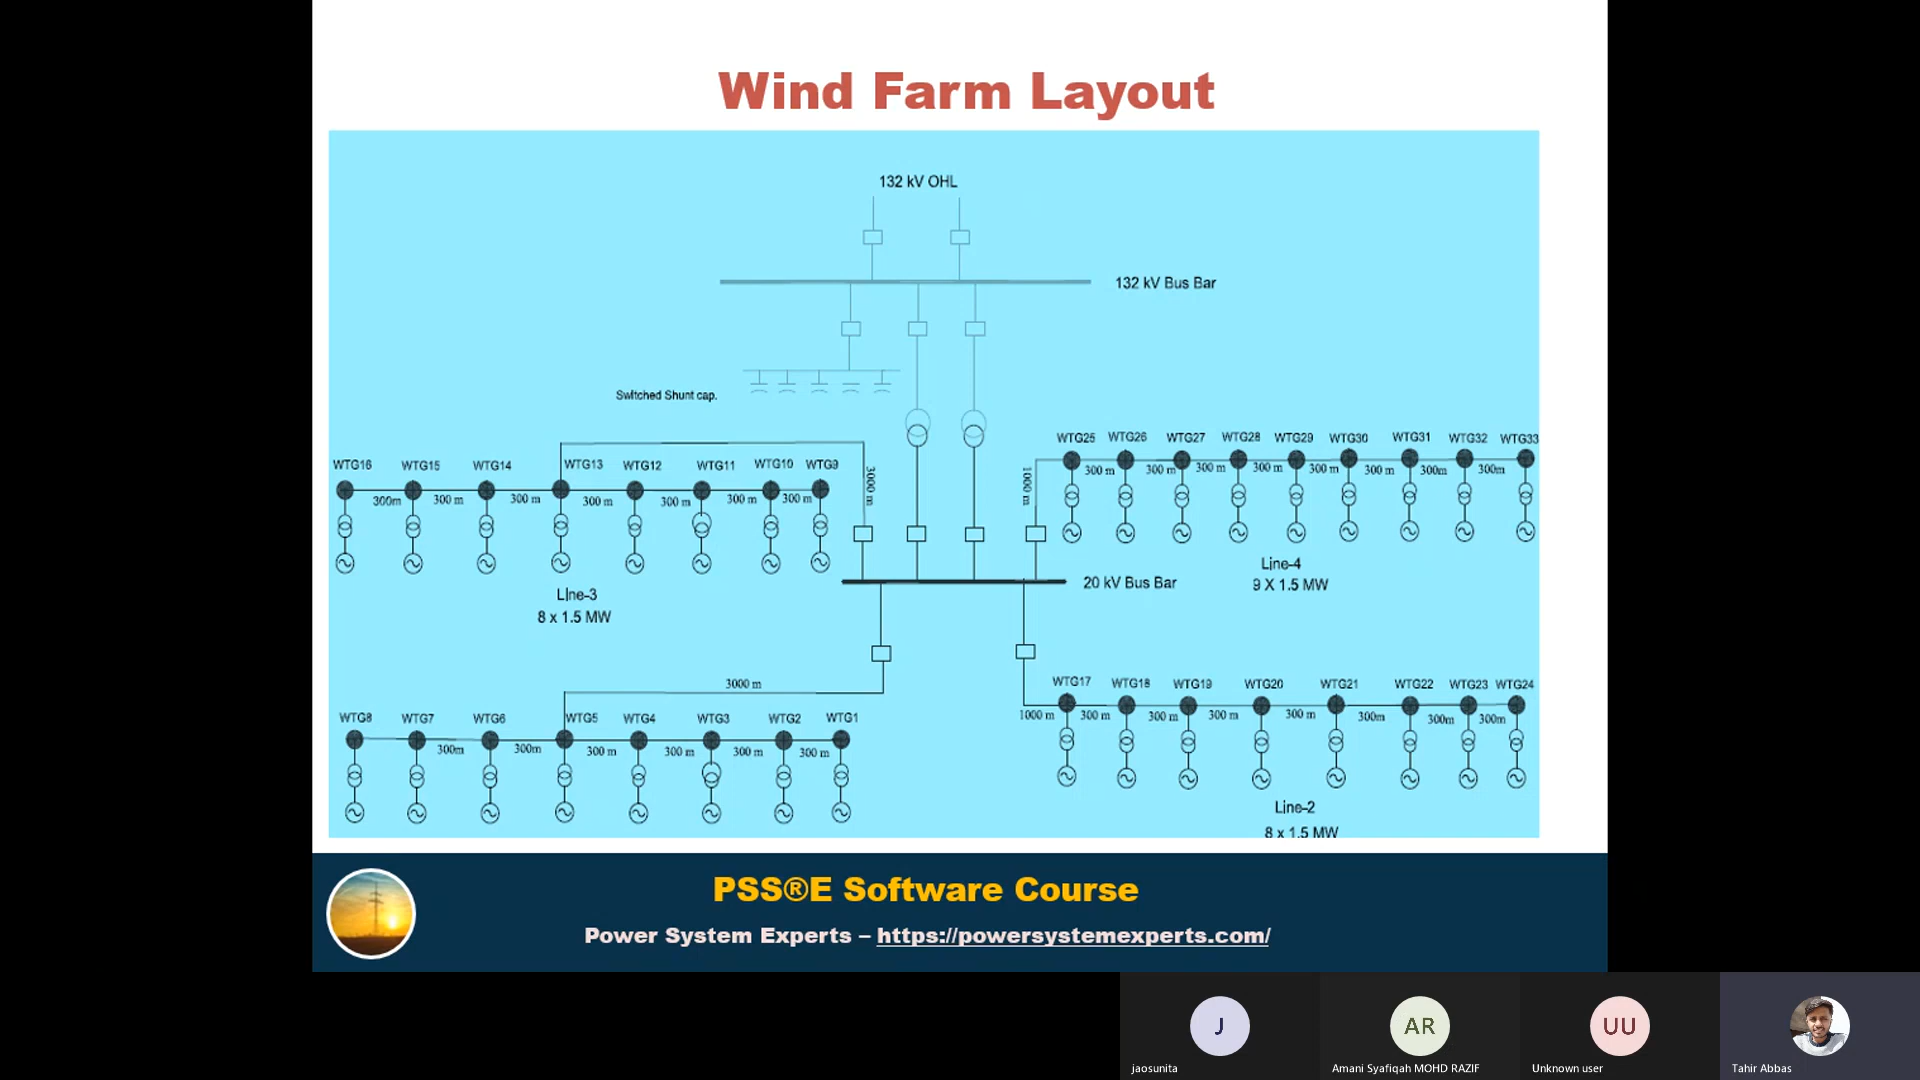 Wind Farm Layout
132 kV OHL
132 kV Bus Bar
Switched Shunt cap.
WTG16 WTG15 WTG14 WTG13 WTG12 WTG11 WTG10 WTG9
300m 300 m 300 m 300 m 300 m 300 m 300 m
3000 m
Line-3
8 x 1.5 MW
WTG25 WTG26 WTG27 WTG28 WTG29 WTG30 WTG31 WTG32 WTG33
1000 m
300 m 300 m 300 m 300 m 300 m 300 m 300m 300m
Line-4
9 X 1.5 MW
20 kV Bus Bar
3000 m
WTG8 WTG7 WTG6 WTG5 WTG4 WTG3 WTG2 WTG1
300m 300m 300 m 300 m 300 m 300 m
WTG17 WTG18 WTG19 WTG20 WTG21 WTG22 WTG23 WTG24
1000 m 300 m 300 m 300 m 300 m 300m 300m 300m
Line-2
8 x 1.5 MW
PSS®E Software Course
Power System Experts – https://powersystemexperts.com/
J AR UU
jaosunita Amani Syafiqah MOHD RAZIF Unknown user Tahir Abbas